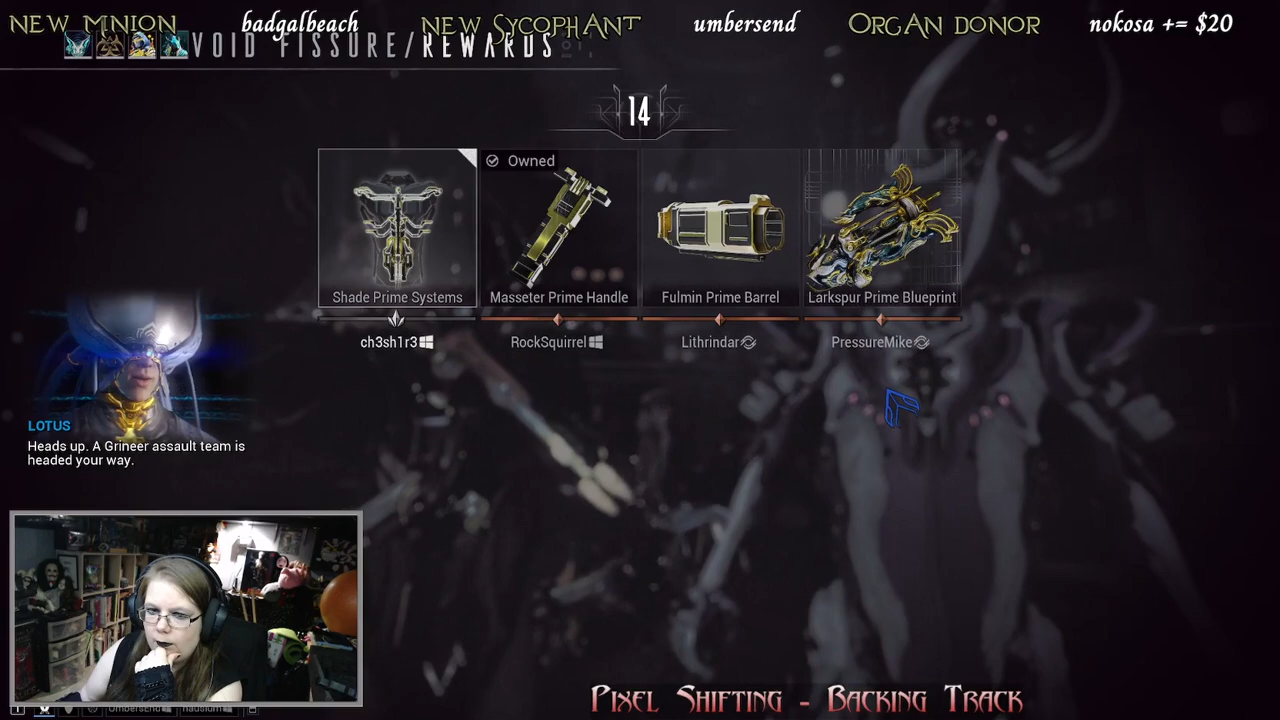 NEW MINION badgalbeach NEW SYCOPHANT umbersend ORGAN DONOR nokosa += $20
VOID FISSURE/REWARDS
14
Owned
Shade Prime Systems Masseter Prime Handle Fulmin Prime Barrel Larkspur Prime Blueprint
ch3sh1r3 RockSquirrel Lithrindar PressureMike
LOTUS
Heads up. A Grineer assault team is
headed your way.
PIXEL SHIFTING - BACKING TRACK
UmbersEnd